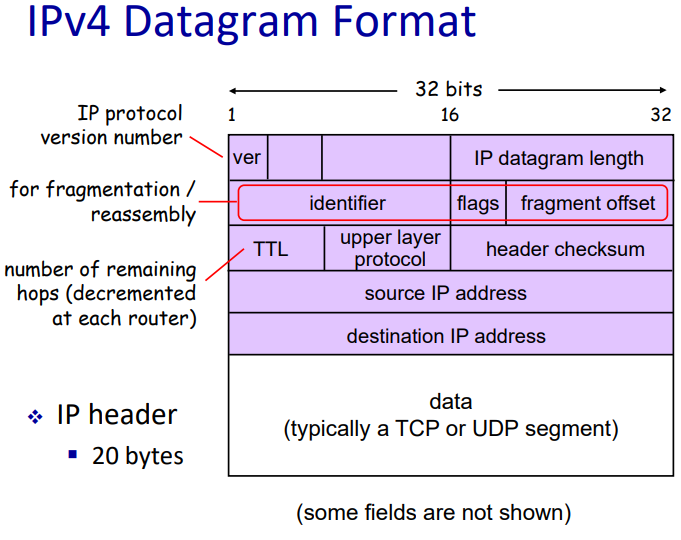 IPv4 Datagram Format
32 bits
1 16 32
IP protocol
version number
ver
IP datagram length
for fragmentation /
reassembly
identifier
flags
fragment offset
TTL
upper layer
protocol
header checksum
number of remaining
hops (decremented
at each router)
source IP address
destination IP address
data
(typically a TCP or UDP segment)
❖ IP header
▪ 20 bytes
(some fields are not shown)